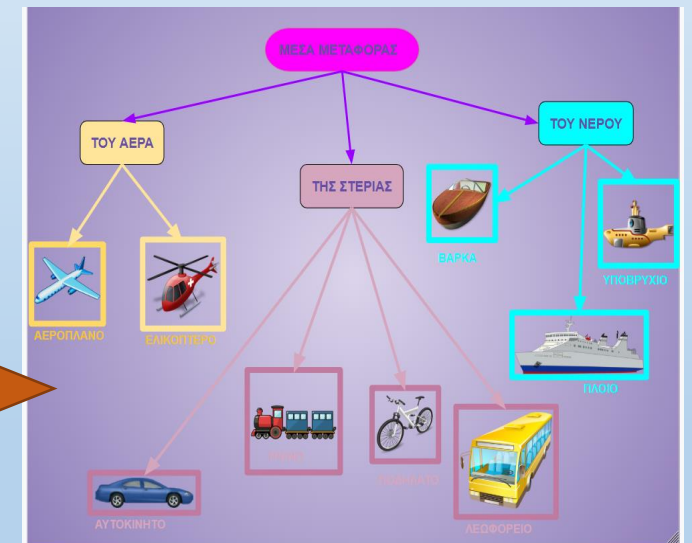 ΜΕΣΑ ΜΕΤΑΦΟΡΑΣ
ΤΟΥ ΑΕΡΑ
ΤΗΣ ΣΤΕΡΙΑΣ
ΤΟΥ ΝΕΡΟΥ
ΑΕΡΟΠΛΑΝΟ
ΕΛΙΚΟΠΤΕΡΟ
ΒΑΡΚΑ
ΥΠΟΒΡΥΧΙΟ
ΠΛΟΙΟ
ΑΥΤΟΚΙΝΗΤΟ
ΛΕΩΦΟΡΕΙΟ